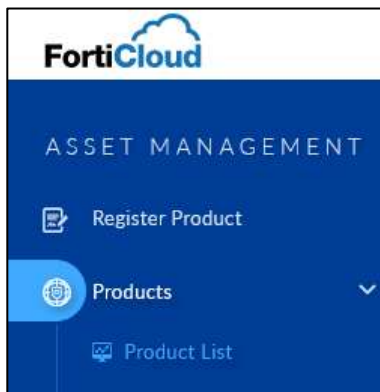 FortiCloud
ASSET MANAGEMENT
Register Product
Products
Product List